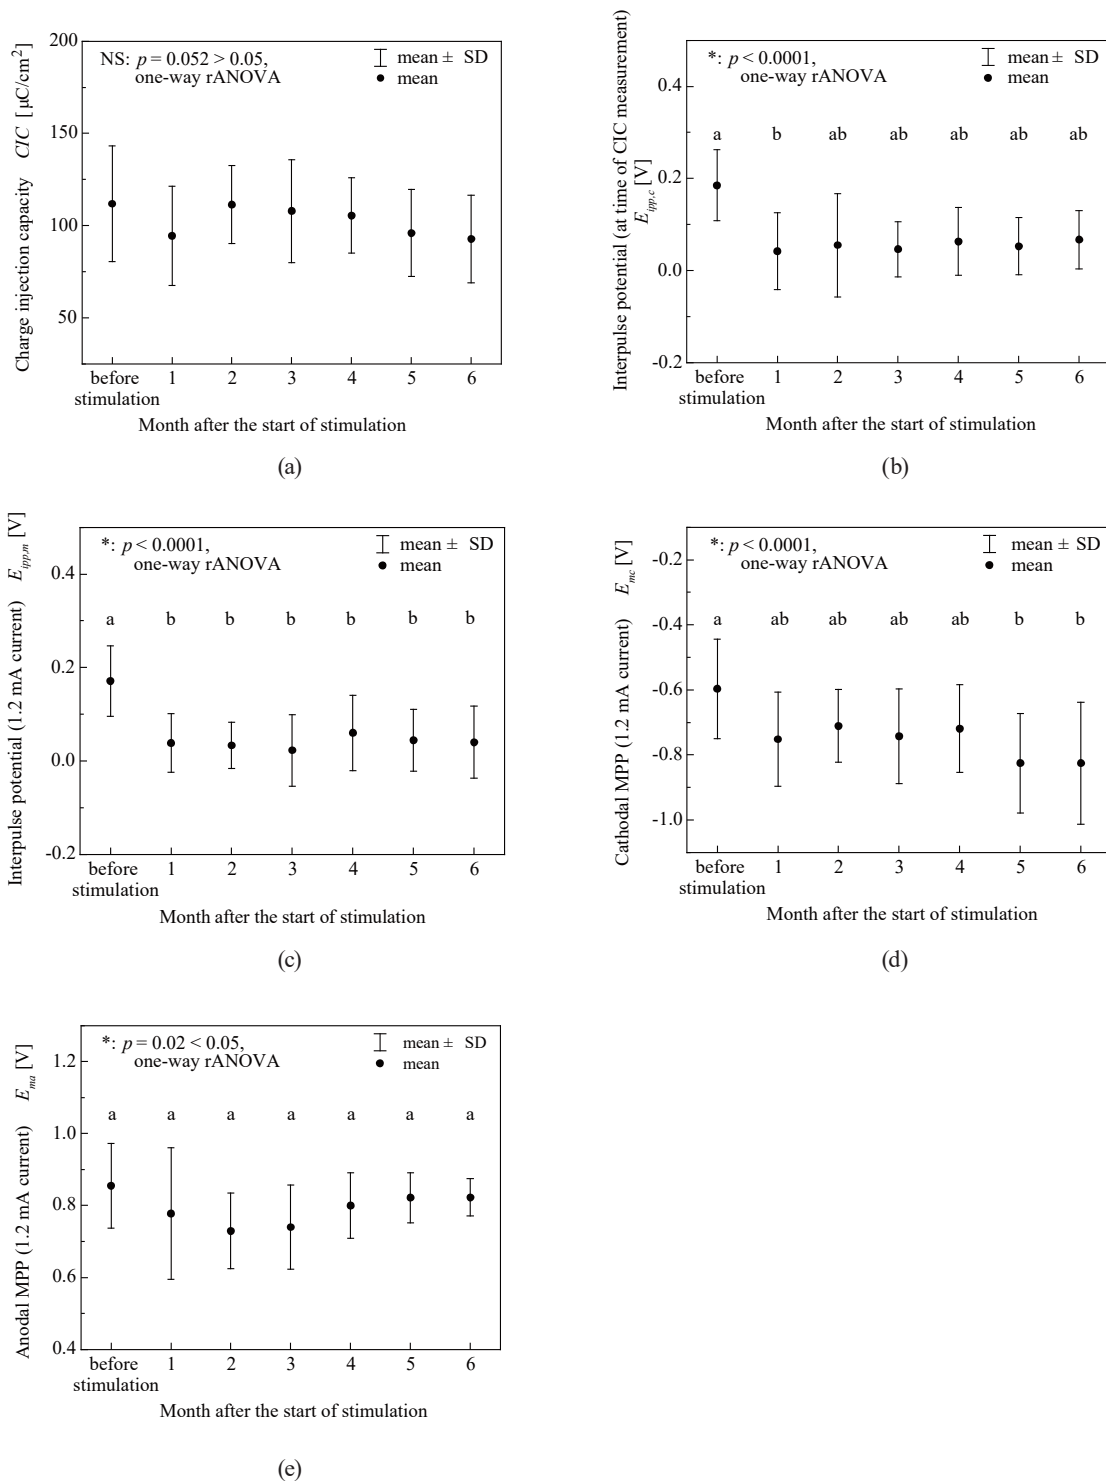 Charge injection capacity CIC [μC/cm²]
200
150
100
50
NS: p = 0.052 > 0.05,
one-way rANOVA
mean ± SD
mean
before
stimulation
1 2 3 4 5 6
Month after the start of stimulation
(a)
Interpulse potential (at time of CIC measurement)
E_ipp,c [V]
0.4
0.2
0.0
-0.2
*: p < 0.0001,
one-way rANOVA
mean ± SD
mean
a b ab ab ab ab ab
before
stimulation
1 2 3 4 5 6
Month after the start of stimulation
(b)
Interpulse potential (1.2 mA current) E_ipp,m [V]
0.4
0.2
0.0
-0.2
*: p < 0.0001,
one-way rANOVA
mean ± SD
mean
a b b b b b b
before
stimulation
1 2 3 4 5 6
Month after the start of stimulation
(c)
Cathodal MPP (1.2 mA current) E_mc [V]
-0.2
-0.4
-0.6
-0.8
-1.0
*: p < 0.0001,
one-way rANOVA
mean ± SD
mean
a ab ab ab ab b b
before
stimulation
1 2 3 4 5 6
Month after the start of stimulation
(d)
Anodal MPP (1.2 mA current) E_ma [V]
1.2
1.0
0.8
0.6
0.4
*: p = 0.02 < 0.05,
one-way rANOVA
mean ± SD
mean
a a a a a a a
before
stimulation
1 2 3 4 5 6
Month after the start of stimulation
(e)